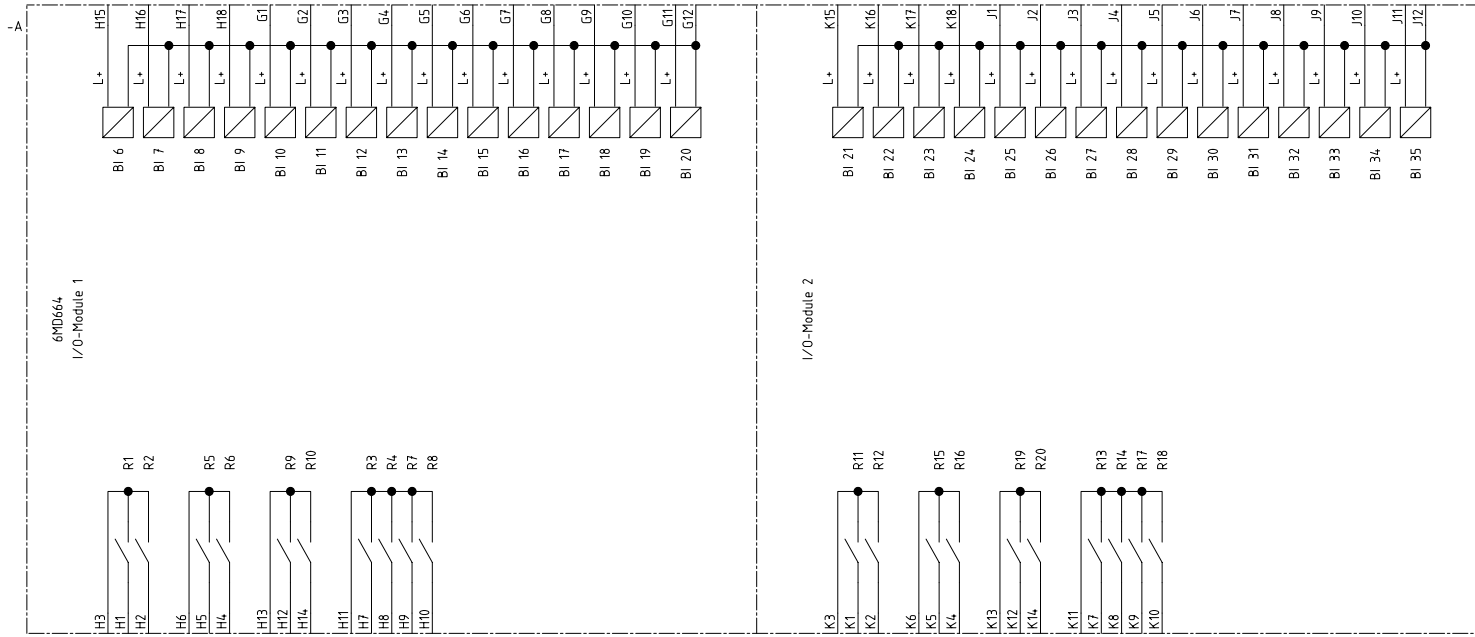 -A
H15 H16 H17 H18 G1 G2 G3 G4 G5 G6 G7 G8 G9 G10 G11 G12
L+ L+ L+ L+ L+ L+ L+ L+ L+ L+ L+ L+ L+ L+ L+
BI 6 BI 7 BI 8 BI 9 BI 10 BI 11 BI 12 BI 13 BI 14 BI 15 BI 16 BI 17 BI 18 BI 19 BI 20
6MD664
I/O-Module 1
R1 R2 R5 R6 R9 R10 R3 R4 R7 R8
H3 H1 H2 H6 H5 H4 H13 H12 H14 H11 H7 H8 H9 H10
K15 K16 K17 K18 J1 J2 J3 J4 J5 J6 J7 J8 J9 J10 J11 J12
L+ L+ L+ L+ L+ L+ L+ L+ L+ L+ L+ L+ L+ L+ L+
BI 21 BI 22 BI 23 BI 24 BI 25 BI 26 BI 27 BI 28 BI 29 BI 30 BI 31 BI 32 BI 33 BI 34 BI 35
I/O-Module 2
R11 R12 R15 R16 R19 R20 R13 R14 R17 R18
K3 K1 K2 K6 K5 K4 K13 K12 K14 K11 K7 K8 K9 K10